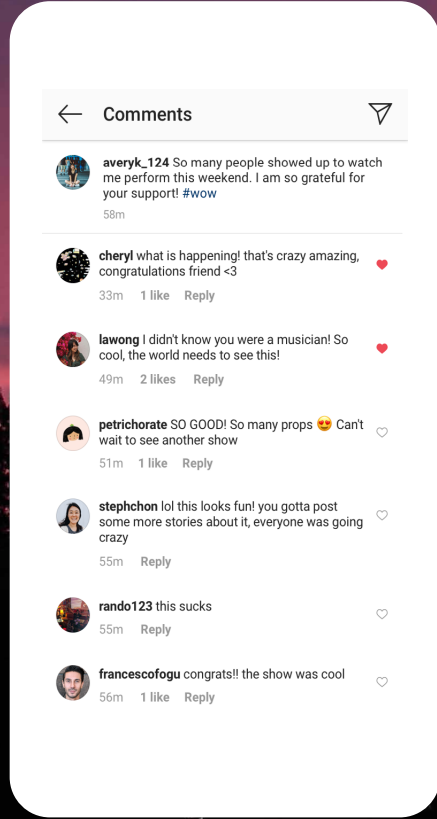 Comments
averyk_124 So many people showed up to watch
me perform this weekend. I am so grateful for
your support! #wow
58m
cheryl what is happening! that's crazy amazing,
congratulations friend <3
33m 1 like Reply
lawong I didn't know you were a musician! So
cool, the world needs to see this!
49m 2 likes Reply
petrichorate SO GOOD! So many props 😍 Can't
wait to see another show
51m 1 like Reply
stephchon lol this looks fun! you gotta post
some more stories about it, everyone was going
crazy
55m Reply
rando123 this sucks
55m Reply
francescofogu congrats!! the show was cool
56m 1 like Reply